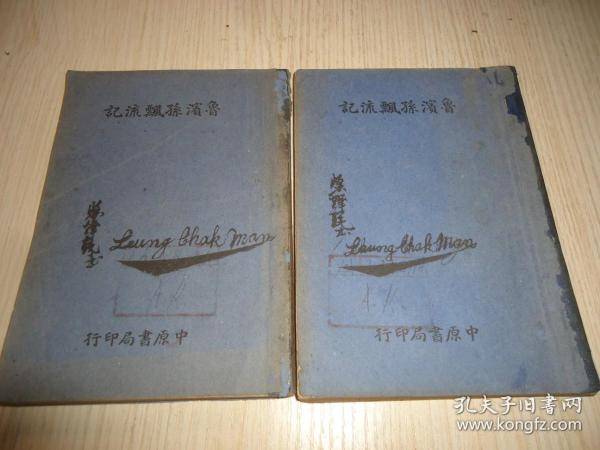 魯濱孫飄流記
Leung Chak Man
中原書局印行
魯濱孫飄流記
Leung Chak Man
中原書局印行
孔夫子旧书网
www.kongfz.com